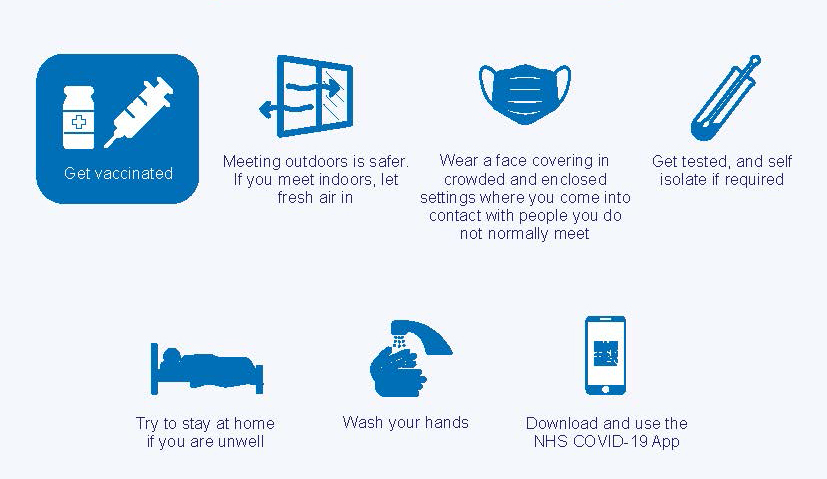 Get vaccinated
Meeting outdoors is safer.
If you meet indoors, let
fresh air in
Wear a face covering in
crowded and enclosed
settings where you come into
contact with people you do
not normally meet
Get tested, and self
isolate if required
Try to stay at home
if you are unwell
Wash your hands
Download and use the
NHS COVID-19 App